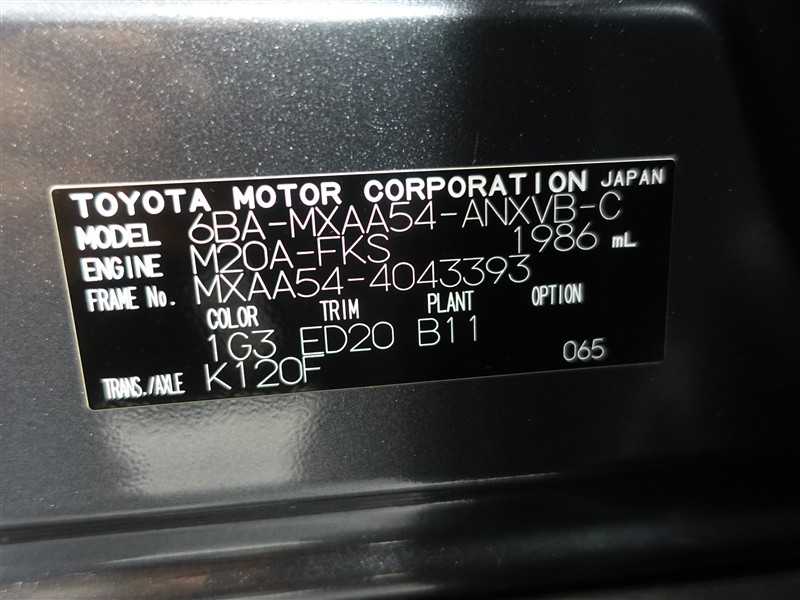 TOYOTA MOTOR CORPORATION JAPAN
MODEL 6BA-MXAA54-ANXVB-C
ENGINE M20A-FKS 1986 mL
FRAME No. MXAA54-4043393
COLOR TRIM PLANT OPTION
1G3 ED20 B11
065
TRANS./AXLE K120F